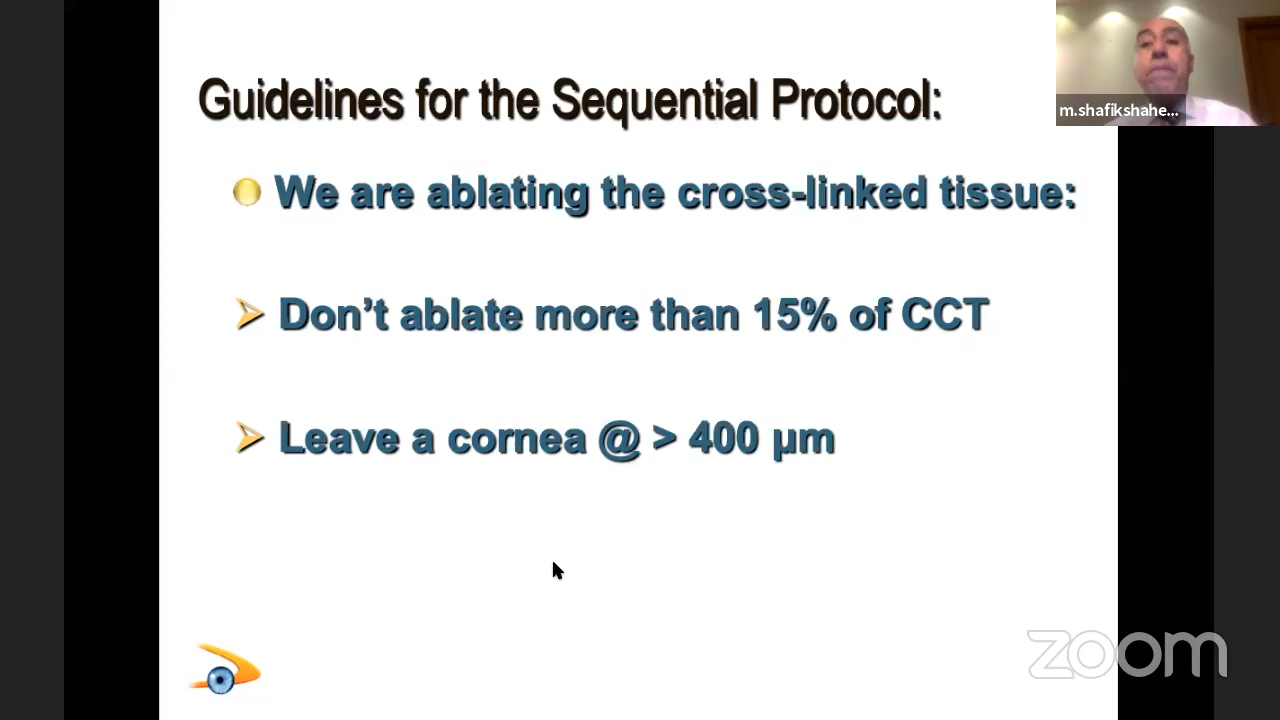 Guidelines for the Sequential Protocol:
m.shafikshahe...
We are ablating the cross-linked tissue:
Don’t ablate more than 15% of CCT
Leave a cornea @ > 400 µm
zoom